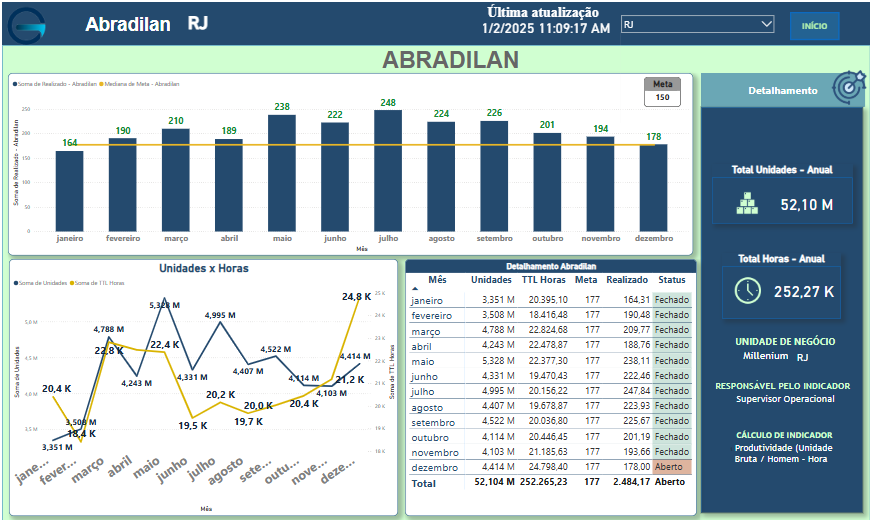 Abradilan RJ
Última atualização
1/2/2025 11:09:17 AM
RJ
INÍCIO
ABRADILAN
Soma de Realizado - Abradilan Mediana de Meta - Abradilan
Meta
150
Soma de Realizado - Abradilan
250
200
150
100
50
0
164 190 210 189 238 222 248 224 226 201 194 178
janeiro fevereiro março abril maio junho julho agosto setembro outubro novembro dezembro
Mês
Detalhamento
Total Unidades - Anual
52,10 M
Total Horas - Anual
252,27 K
UNIDADE DE NEGÓCIO
Millenium RJ
RESPONSÁVEL PELO INDICADOR
Supervisor Operacional
CÁLCULO DE INDICADOR
Produtividade (Unidade
Bruta / Homem - Hora
Unidades x Horas
Soma de Unidades Soma de TTL Horas
Soma de Unidades
5,0 M
4,5 M
4,0 M
3,5 M
3,351 M
3,508 M
4,788 M
4,243 M
5,328 M
4,331 M
4,995 M
4,407 M
4,522 M
4,114 M
4,103 M
4,414 M
20,4 K
18,4 K
22,8 K
22,4 K
19,5 K
20,2 K
19,7 K
20,0 K
20,4 K
21,2 K
24,8 K
25 K
24 K
23 K
22 K
21 K
20 K
19 K
18 K
Soma de TTL Horas
jane... fever... março abril maio junho julho agosto sete... outu... nove... deze...
Mês
Detalhamento Abradilan
Mês Unidades TTL Horas Meta Realizado Status
janeiro 3,351 M 20.395,10 177 164,31 Fechado
fevereiro 3,508 M 18.416,48 177 190,48 Fechado
março 4,788 M 22.824,68 177 209,77 Fechado
abril 4,243 M 22.478,87 177 188,76 Fechado
maio 5,328 M 22.377,30 177 238,11 Fechado
junho 4,331 M 19.470,43 177 222,46 Fechado
julho 4,995 M 20.156,22 177 247,84 Fechado
agosto 4,407 M 19.678,87 177 223,93 Fechado
setembro 4,522 M 20.036,80 177 225,67 Fechado
outubro 4,114 M 20.446,45 177 201,19 Fechado
novembro 4,103 M 21.185,63 177 193,66 Fechado
dezembro 4,414 M 24.798,40 177 178,00 Aberto
Total 52,104 M 252.265,23 177 2.484,17 Aberto